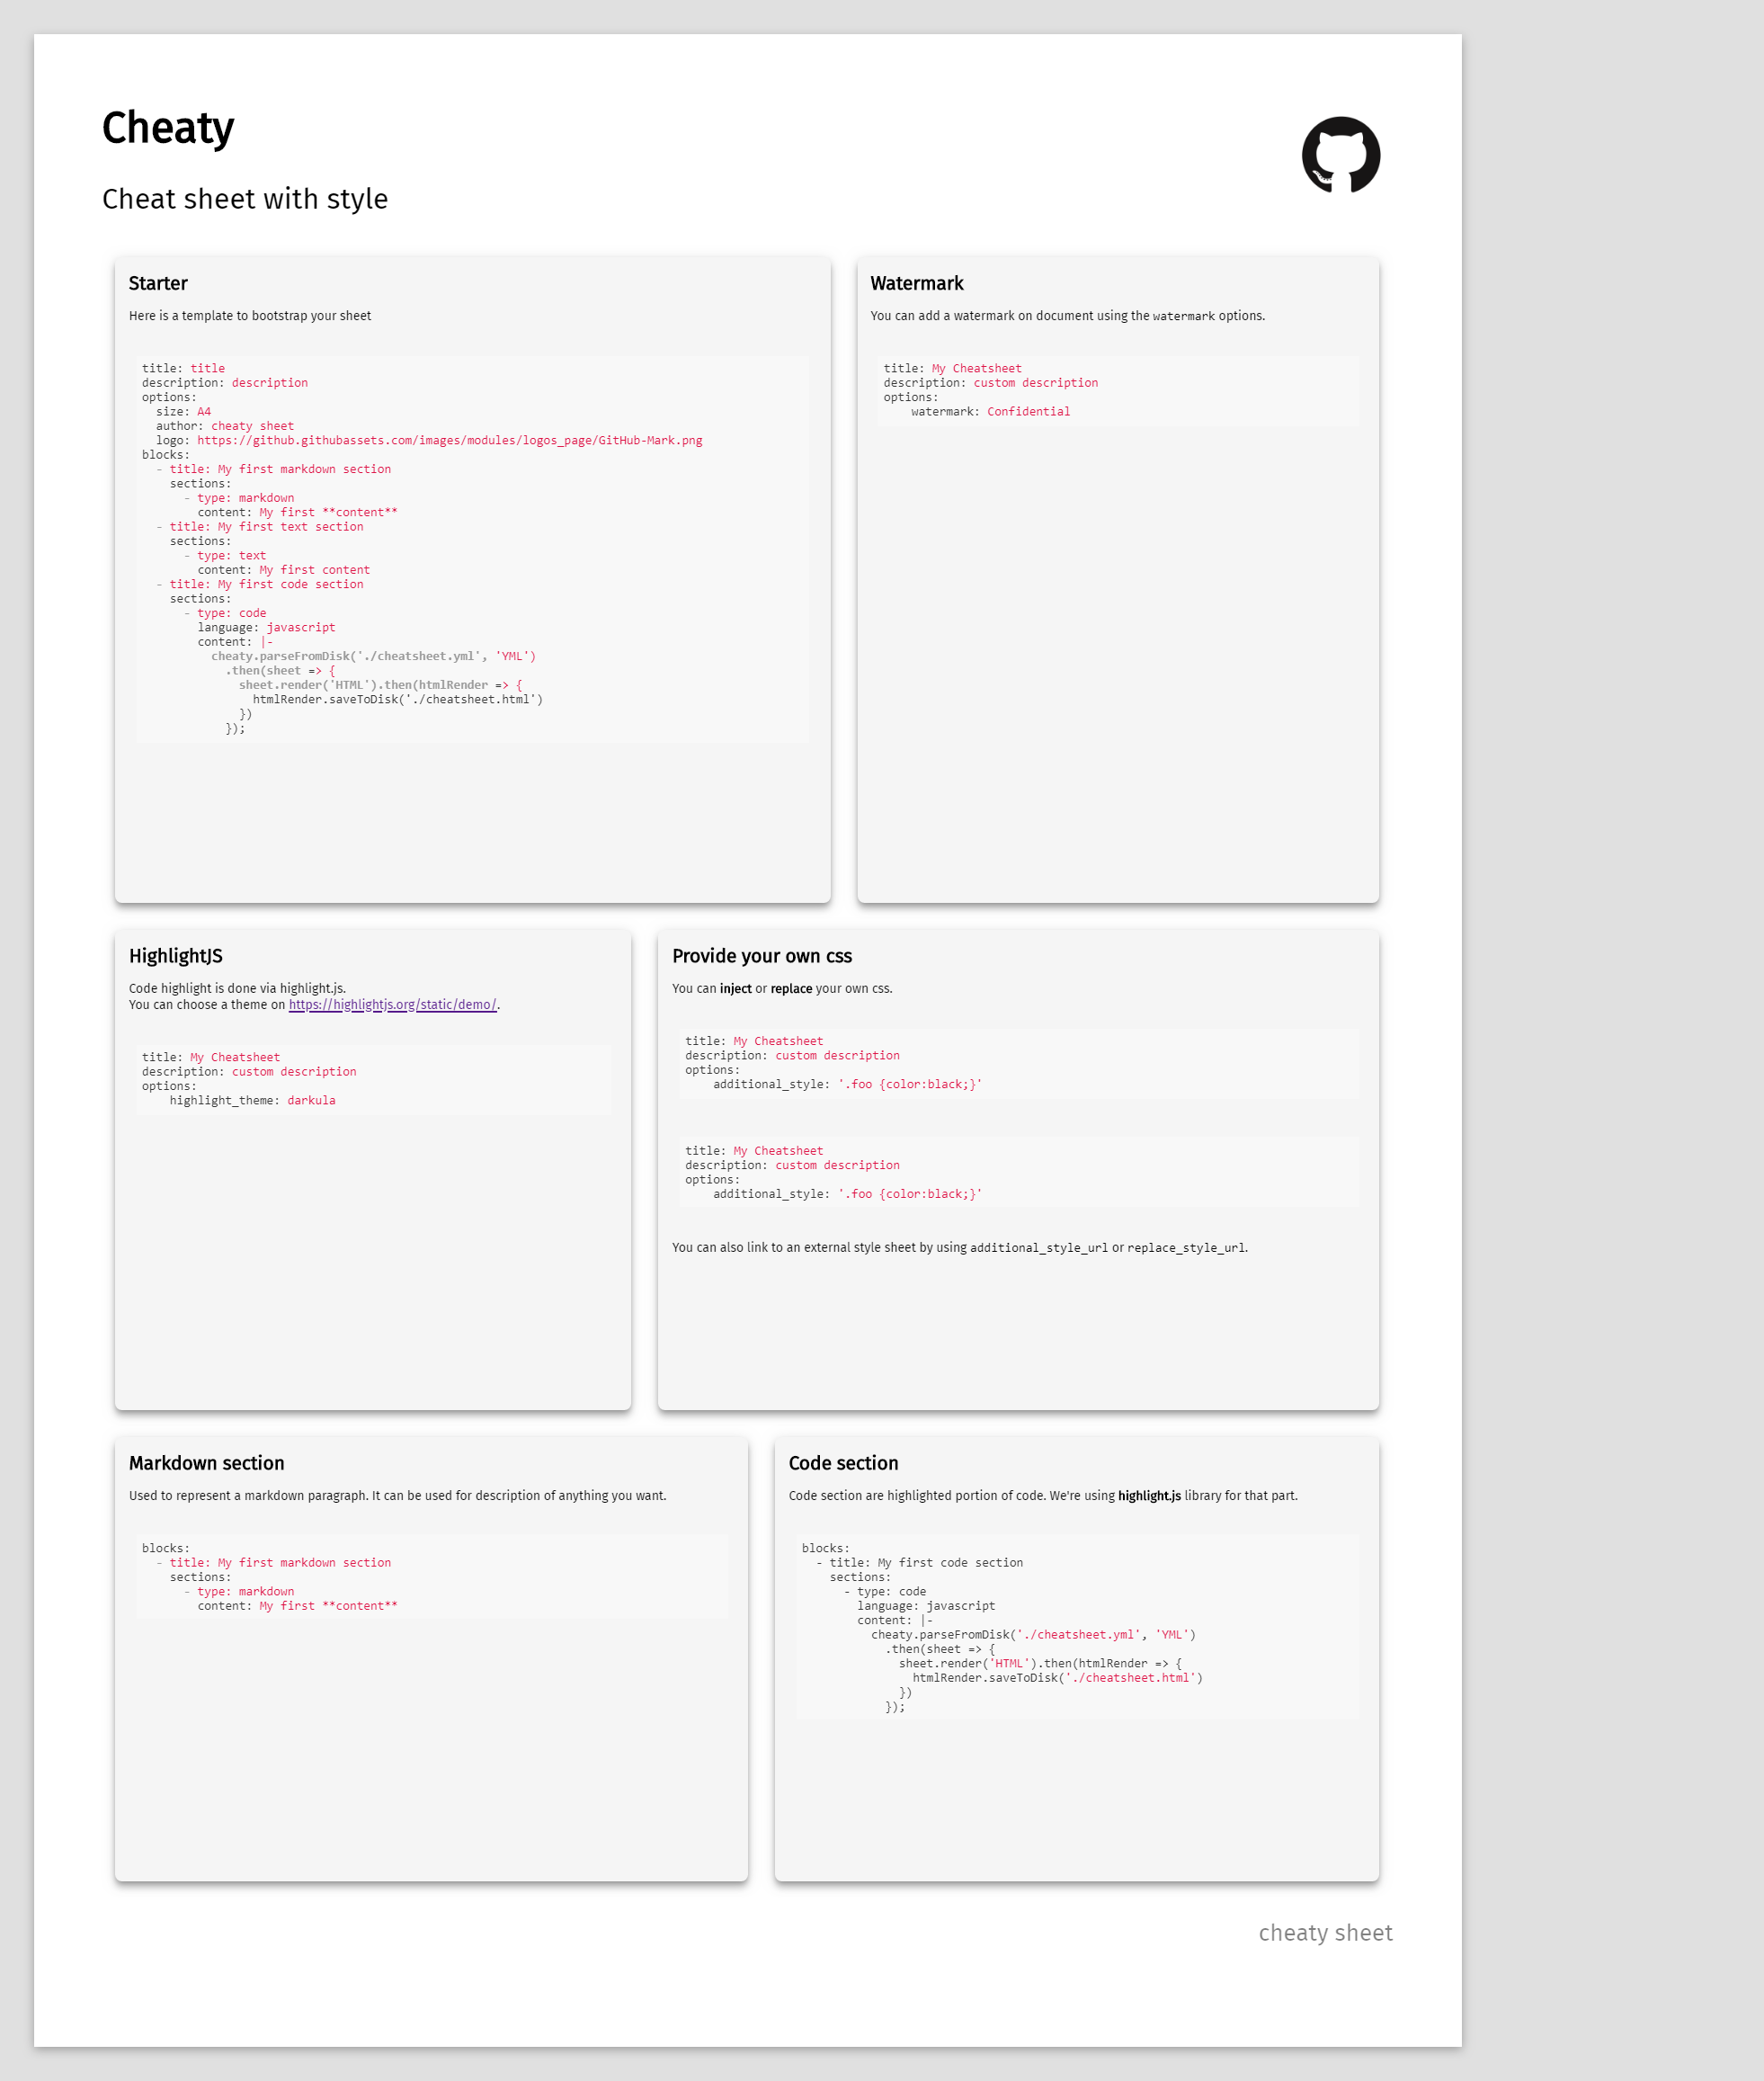 Cheaty
Cheat sheet with style
Starter
Here is a template to bootstrap your sheet
title: title
description: description
options:
  size: A4
  author: cheaty sheet
  logo: https://github.githubassets.com/images/modules/logos_page/GitHub-Mark.png
blocks:
  - title: My first markdown section
    sections:
      - type: markdown
        content: My first **content**
  - title: My first text section
    sections:
      - type: text
        content: My first content
  - title: My first code section
    sections:
      - type: code
        language: javascript
        content: |-
          cheaty.parseFromDisk('./cheatsheet.yml', 'YML')
            .then(sheet => {
              sheet.render('HTML').then(htmlRender => {
                htmlRender.saveToDisk('./cheatsheet.html')
              })
            });
Watermark
You can add a watermark on document using the watermark options.
title: My Cheatsheet
description: custom description
options:
    watermark: Confidential
HighlightJS
Code highlight is done via highlight.js.
You can choose a theme on https://highlightjs.org/static/demo/.
title: My Cheatsheet
description: custom description
options:
    highlight_theme: darkula
Provide your own css
You can inject or replace your own css.
title: My Cheatsheet
description: custom description
options:
    additional_style: '.foo {color:black;}'
title: My Cheatsheet
description: custom description
options:
    additional_style: '.foo {color:black;}'
You can also link to an external style sheet by using additional_style_url or replace_style_url.
Markdown section
Used to represent a markdown paragraph. It can be used for description of anything you want.
blocks:
  - title: My first markdown section
    sections:
      - type: markdown
        content: My first **content**
Code section
Code section are highlighted portion of code. We're using highlight.js library for that part.
blocks:
  - title: My first code section
    sections:
      - type: code
        language: javascript
        content: |-
          cheaty.parseFromDisk('./cheatsheet.yml', 'YML')
            .then(sheet => {
              sheet.render('HTML').then(htmlRender => {
                htmlRender.saveToDisk('./cheatsheet.html')
              })
            });
cheaty sheet